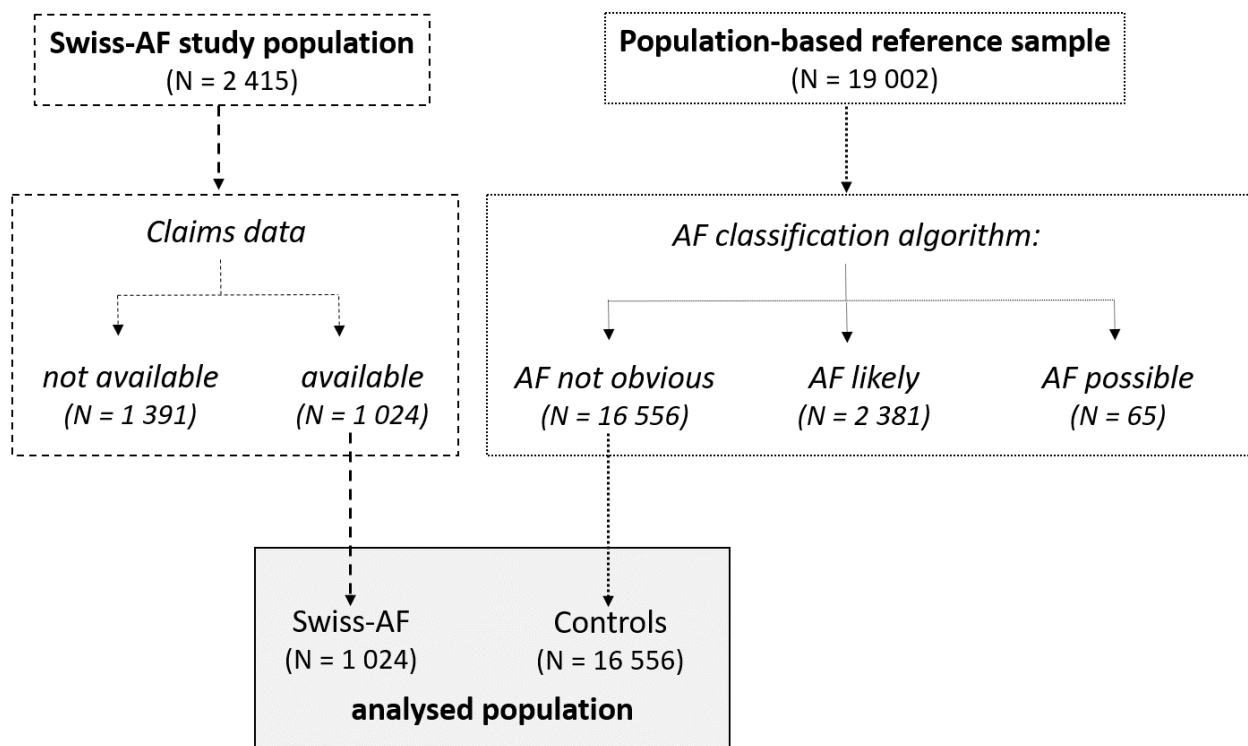 Swiss-AF study population
(N = 2 415)
Population-based reference sample
(N = 19 002)
Claims data
not available
(N = 1 391)
available
(N = 1 024)
AF classification algorithm:
AF not obvious
(N = 16 556)
AF likely
(N = 2 381)
AF possible
(N = 65)
Swiss-AF
(N = 1 024)
Controls
(N = 16 556)
analysed population